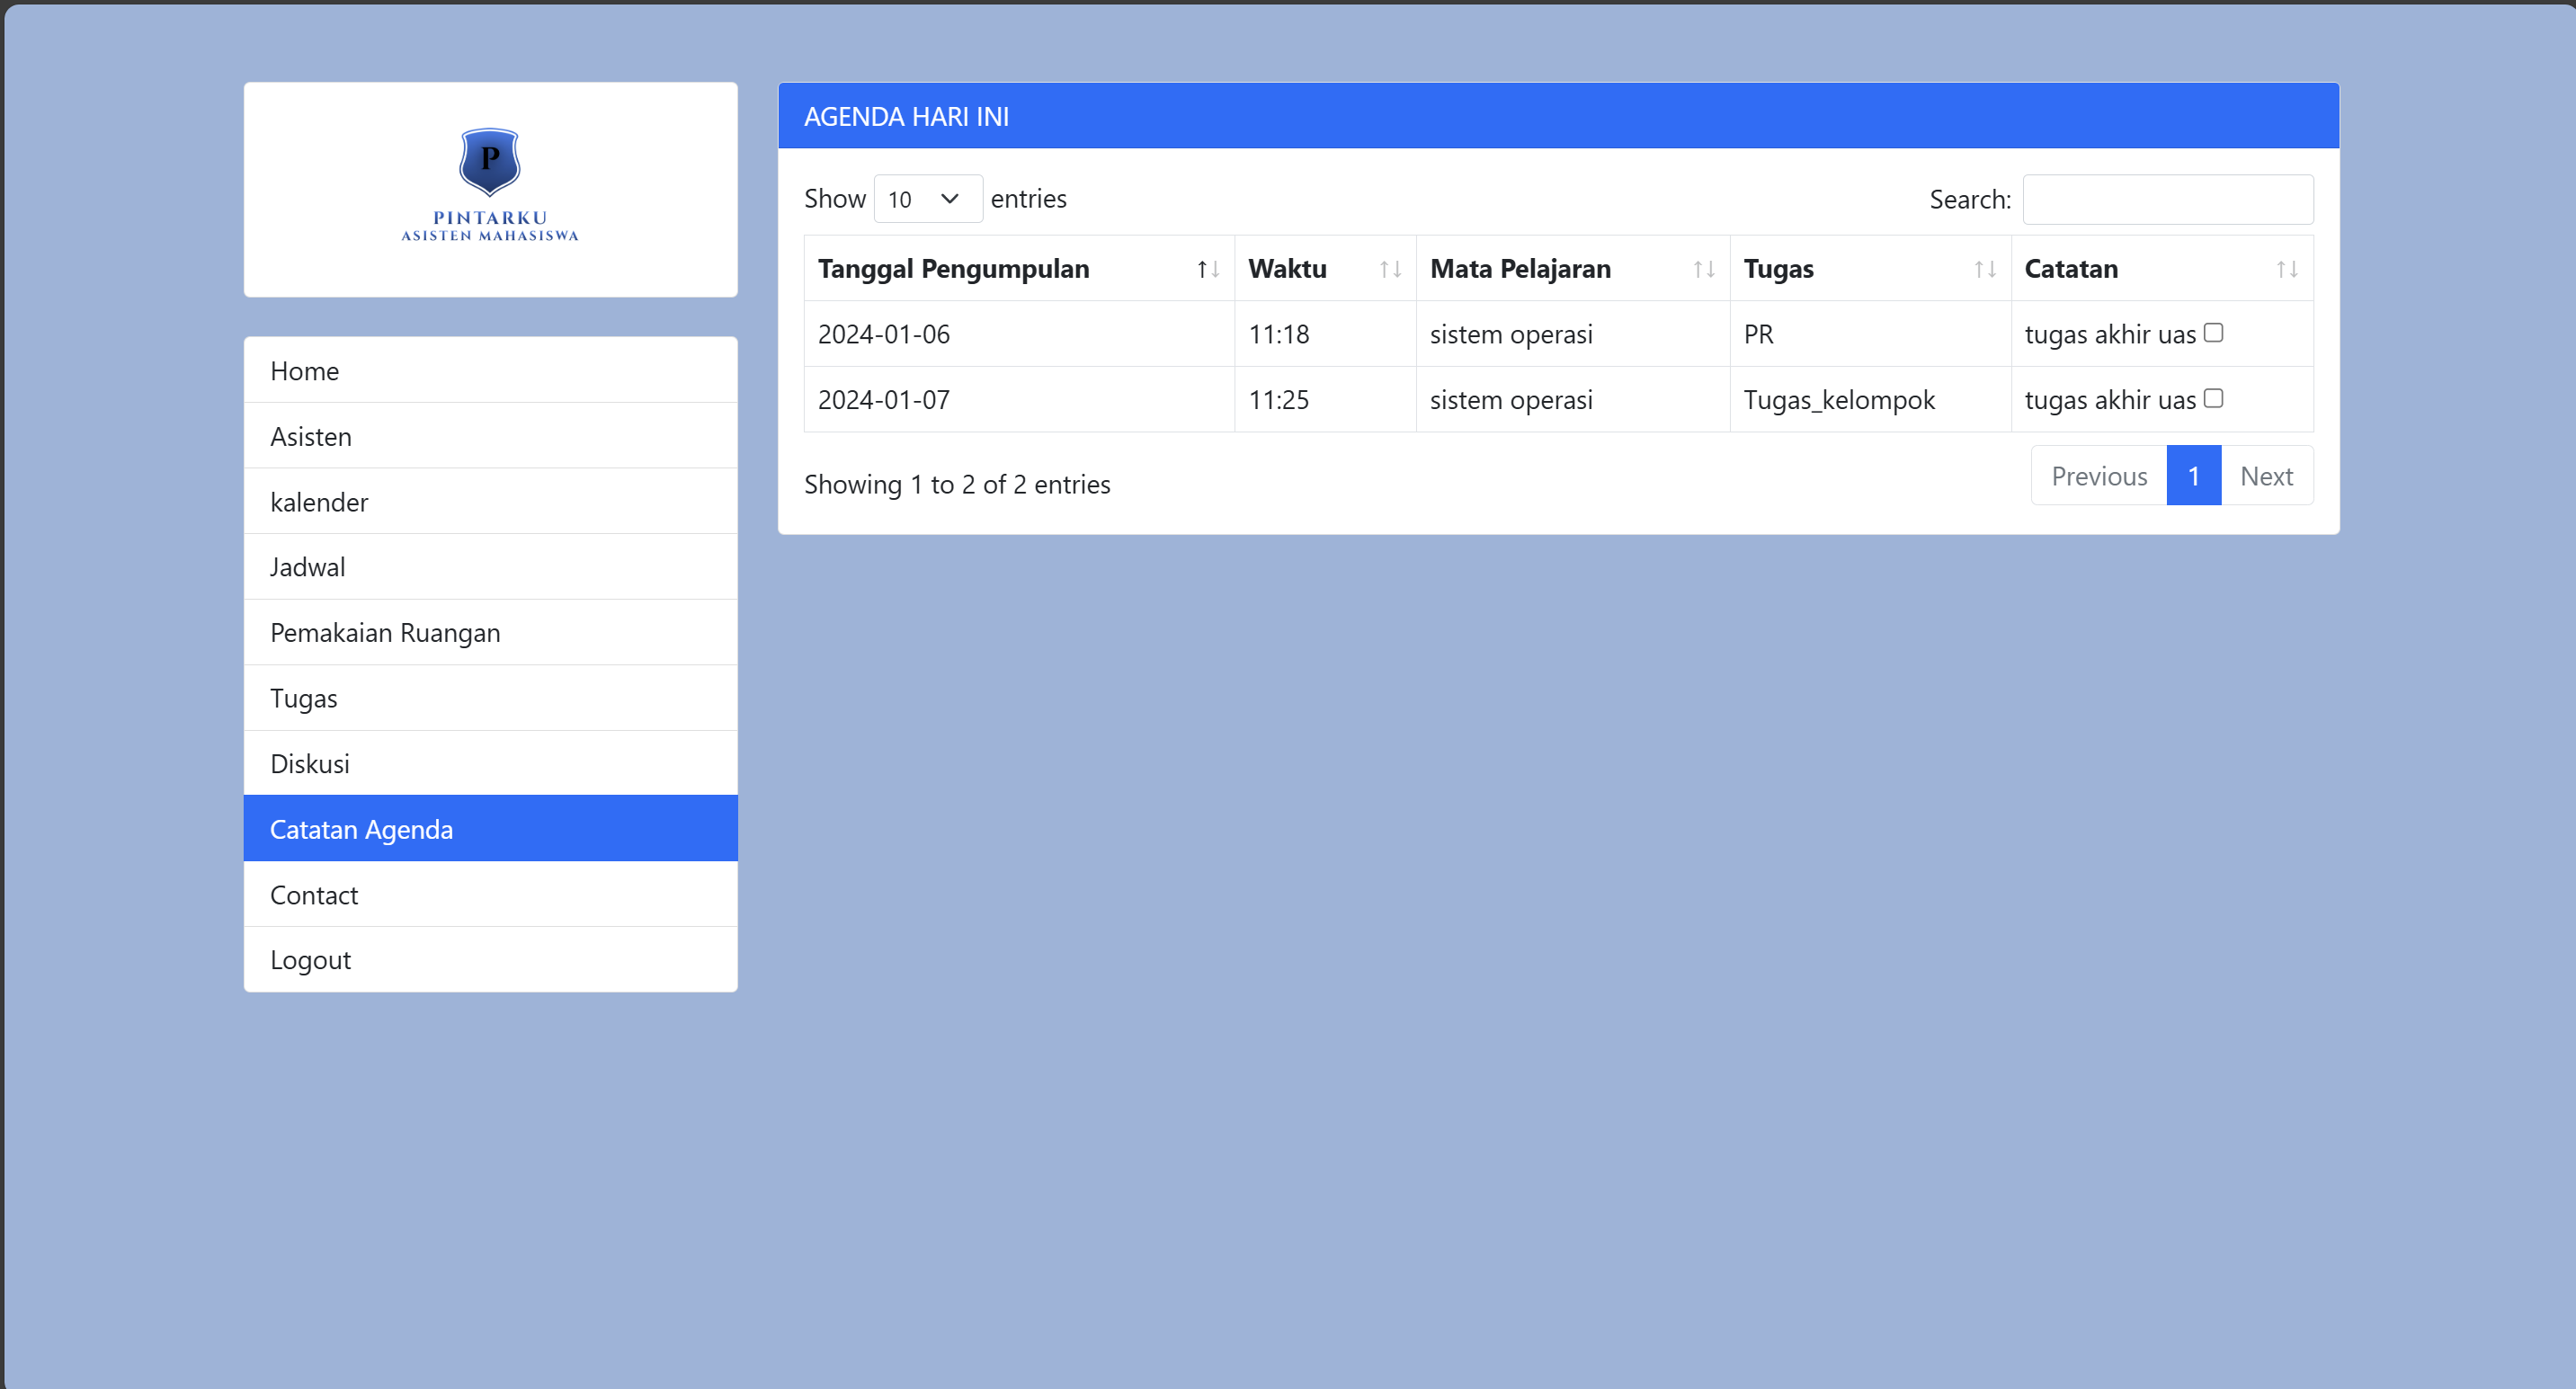 P
PINTARKU
ASISTEN MAHASISWA
Home
Asisten
kalender
Jadwal
Pemakaian Ruangan
Tugas
Diskusi
Catatan Agenda
Contact
Logout
AGENDA HARI INI
Show 10 entries Search:
Tanggal Pengumpulan Waktu Mata Pelajaran Tugas Catatan
2024-01-06 11:18 sistem operasi PR tugas akhir uas
2024-01-07 11:25 sistem operasi Tugas_kelompok tugas akhir uas
Showing 1 to 2 of 2 entries Previous 1 Next